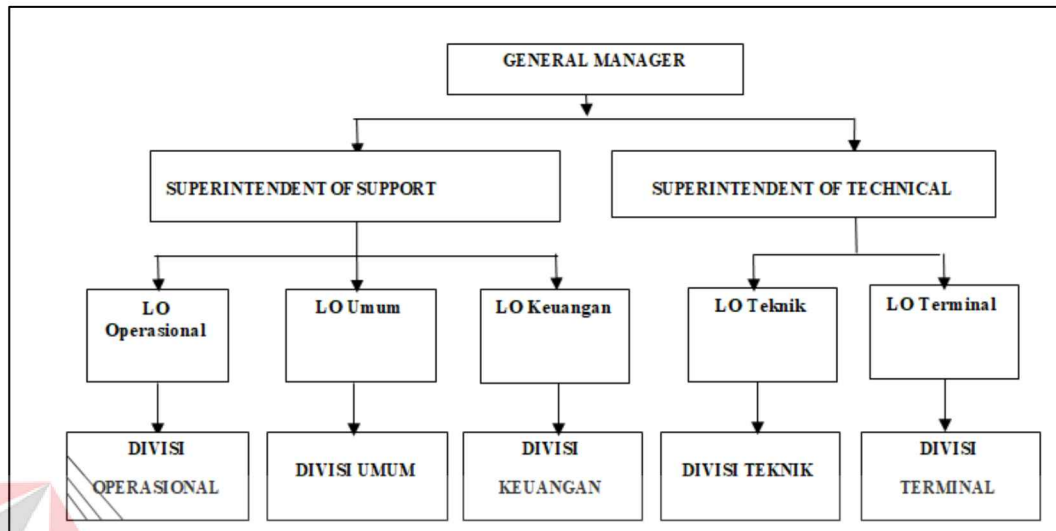 GENERAL MANAGER
SUPERINTENDENT OF SUPPORT
SUPERINTENDENT OF TECHNICAL
LO
Operasional
LO Umum
LO Keuangan
LO Teknik
LO Terminal
DIVISI
OPERASIONAL
DIVISI UMUM
DIVISI
KEUANGAN
DIVISI TEKNIK
DIVISI
TERMINAL